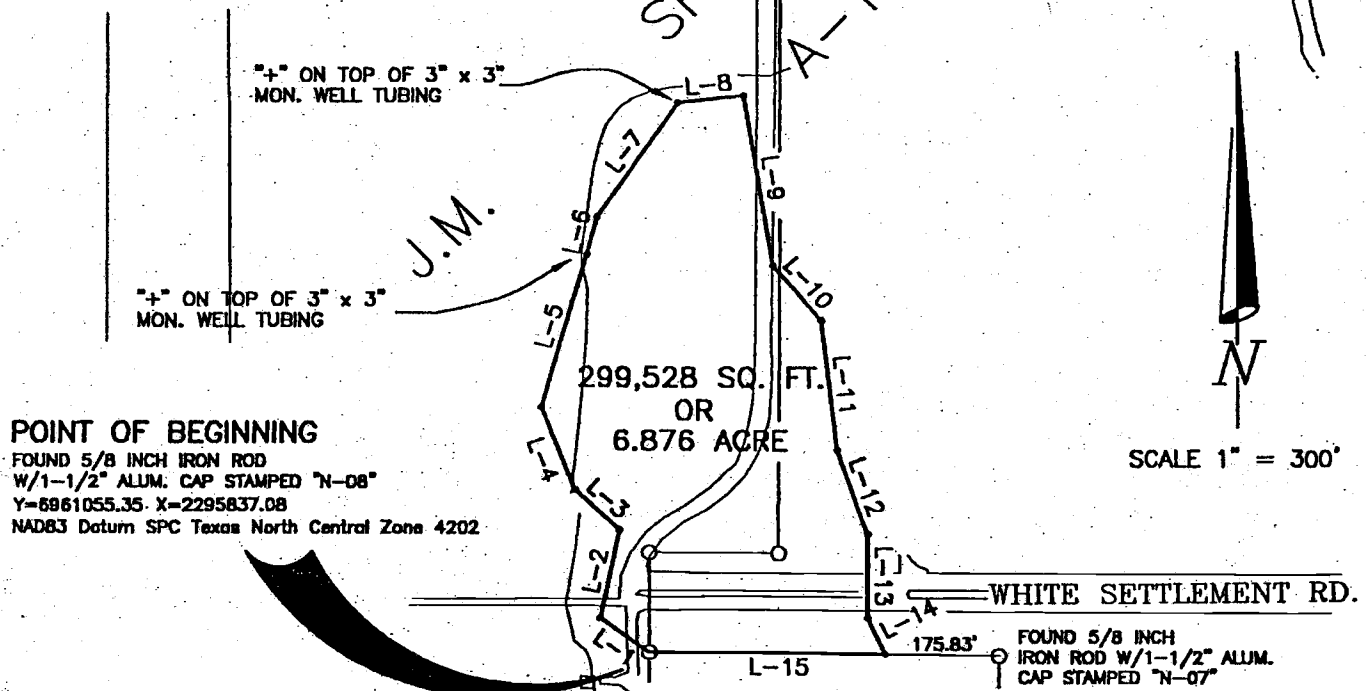 SH
A-1
"+" ON TOP OF 3" x 3"
MON. WELL TUBING
L-8
L-7
L-9
L-6
J.M.
L-10
"+" ON TOP OF 3" x 3"
MON. WELL TUBING
L-5
L-11
299,528 SQ. FT.
OR
6.876 ACRE
N
SCALE 1" = 300'
POINT OF BEGINNING
FOUND 5/8 INCH IRON ROD
W/1-1/2" ALUM. CAP STAMPED "N-08"
Y=6961055.35 X=2295837.08
NAD83 Datum SPC Texas North Central Zone 4202
L-4
L-3
L-12
L-2
L-13
WHITE SETTLEMENT RD.
L-14
L-15
175.83'
FOUND 5/8 INCH
IRON ROD W/1-1/2" ALUM.
CAP STAMPED "N-07"